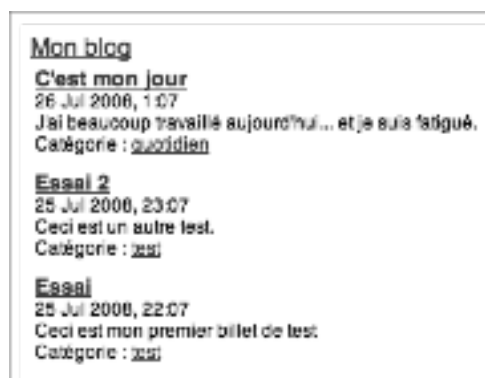 Mon blog
C'est mon jour
26 Jul 2006, 1:07
J'ai beaucoup travaillé aujourd'hui... et je suis fatigué.
Catégorie : quotidien
Essai 2
25 Jul 2006, 23:07
Ceci est un autre test.
Catégorie : test
Essai
25 Jul 2006, 22:07
Ceci est mon premier billet de test
Catégorie : test